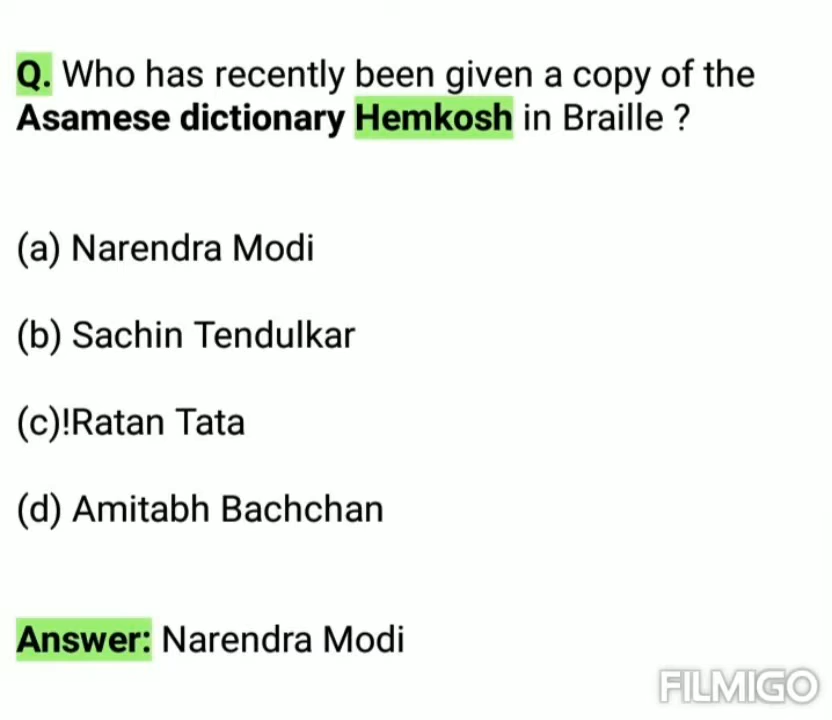 Q. Who has recently been given a copy of the
Asamese dictionary Hemkosh in Braille ?
(a) Narendra Modi
(b) Sachin Tendulkar
(c)!Ratan Tata
(d) Amitabh Bachchan
Answer: Narendra Modi
FILMIGO